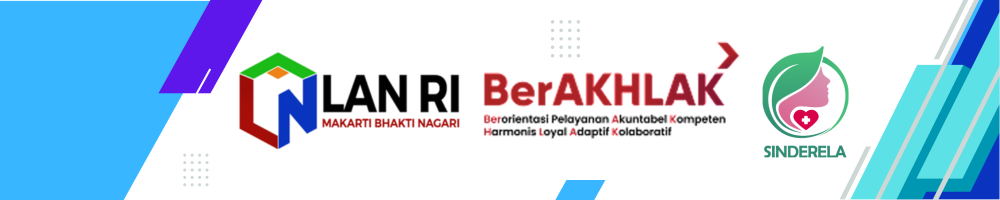 LAN RI
MAKARTI BHAKTI NAGARI
BerAKHLAK
Berorientasi Pelayanan Akuntabel Kompeten
Harmonis Loyal Adaptif Kolaboratif
SINDERELA